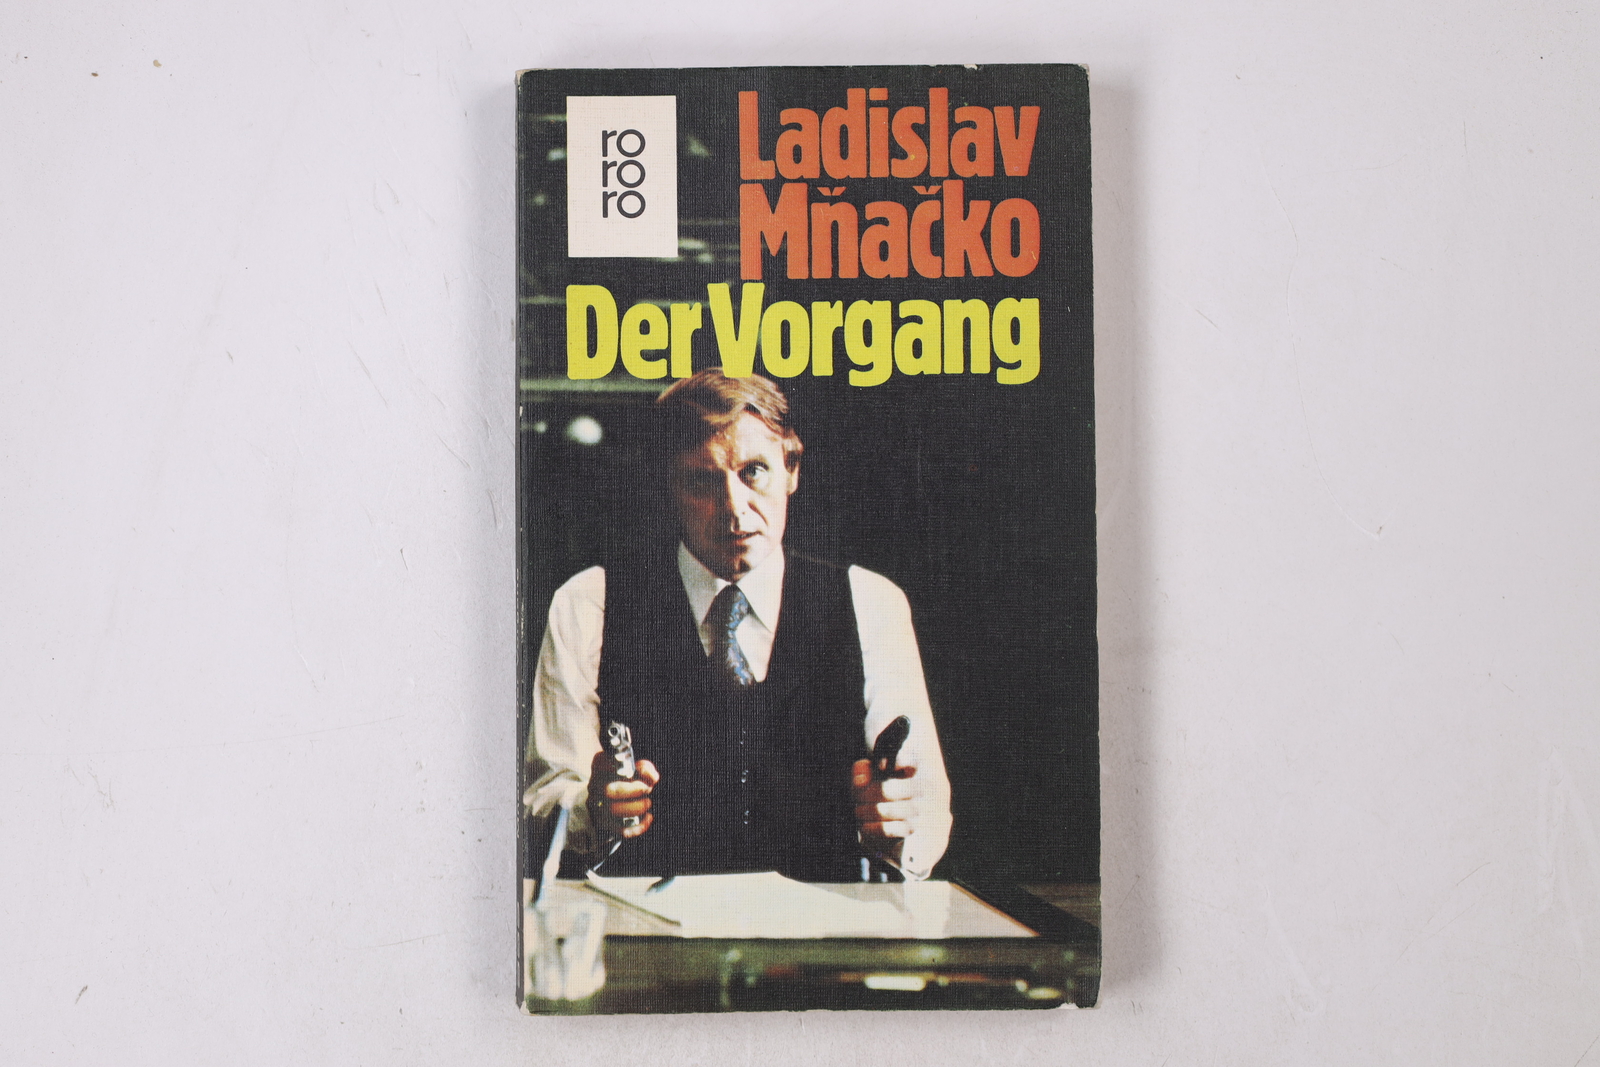 ro
ro
ro
Ladislav
Mňačko
Der Vorgang